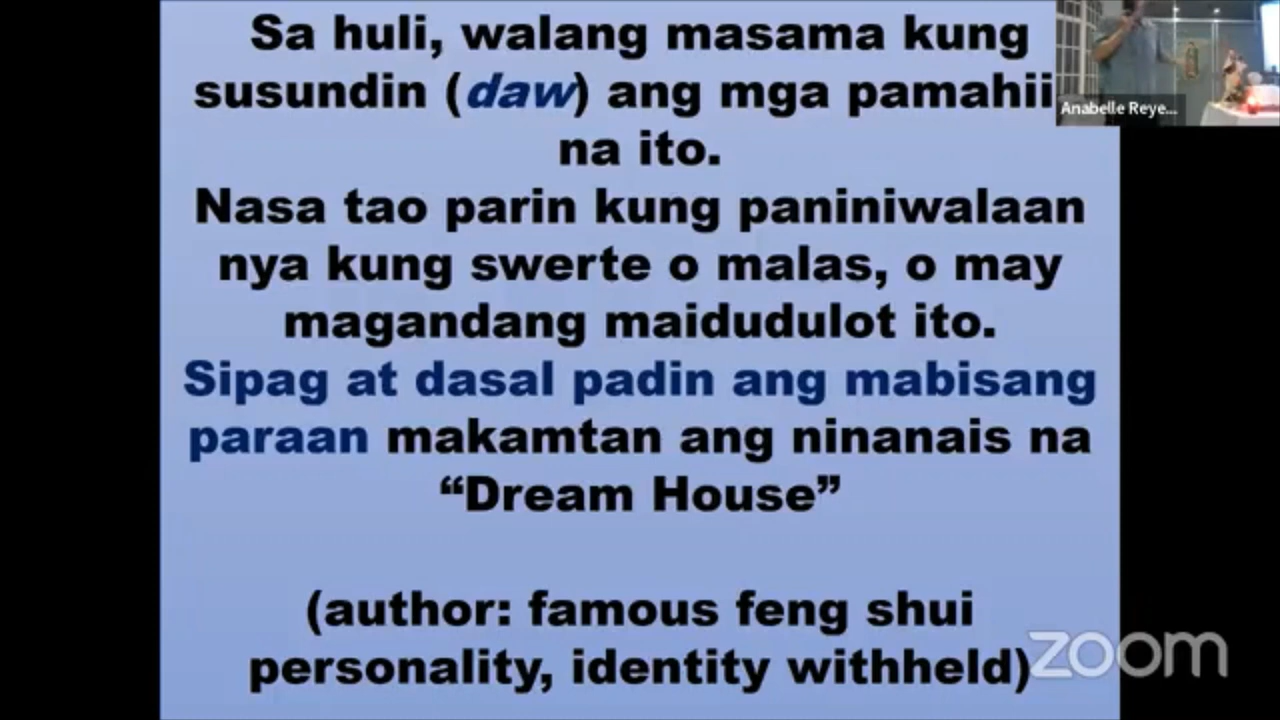 Sa huli, walang masama kung
susundin (daw) ang mga pamahii
na ito.
Nasa tao parin kung paniniwalaan
nya kung swerte o malas, o may
magandang maidudulot ito.
Sipag at dasal padin ang mabisang
paraan makamtan ang ninanais na
“Dream House”
(author: famous feng shui
personality, identity withheld)
Anabelle Reye...
zoom